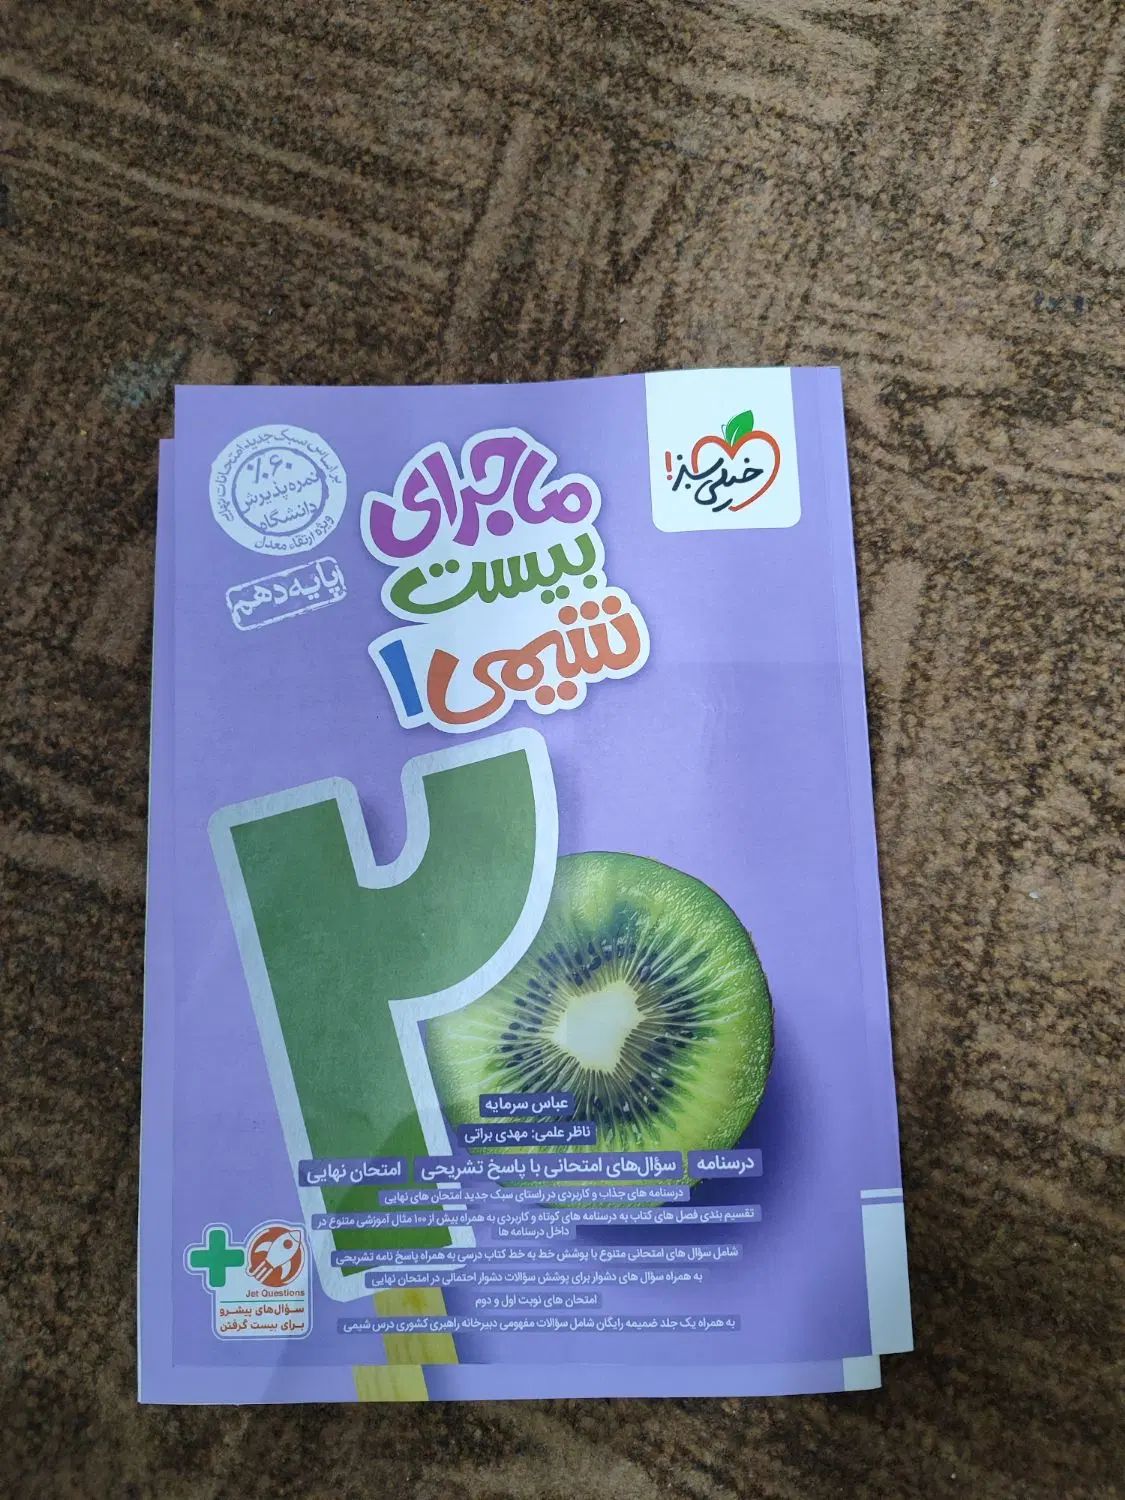 خیلی سبز!
ماجرای
بیست
شیمی ۱
براساس سبک جدید امتحانات نهایی
۶۰٪
نمره پذیرش
دانشگاه
ویژه ارتقاء معدل
پایه دهم
۲
عباس سرمایه
ناظر علمی: مهدی براتی
درسنامه سؤال‌های امتحانی با پاسخ تشریحی امتحان نهایی
درسنامه های جذاب و کاربردی در راستای سبک جدید امتحان های نهایی
تقسیم بندی فصل های کتاب به درسنامه های کوتاه و کاربردی به همراه بیش از ۱۰۰ مثال آموزشی متنوع در
داخل درسنامه ها
شامل سؤال های امتحانی متنوع با پوشش خط به خط کتاب درسی به همراه پاسخ نامه تشریحی
به همراه سؤال های دشوار برای پوشش سؤالات دشوار احتمالی در امتحان نهایی
امتحان های نوبت اول و دوم
به همراه یک جلد ضمیمه رایگان شامل سؤالات مفهومی دبیرخانه راهبری کشوری درس شیمی
Jet Questions
سؤال‌های پیشرو
برای بیست گرفتن